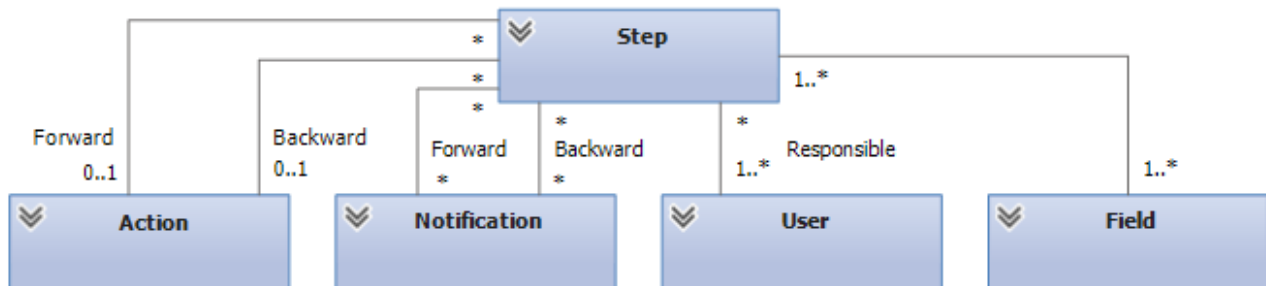 Step
*
*
*
1..*
*
*
Forward
0..1
Backward
0..1
Forward
*
Backward
*
Responsible
1..*
1..*
Action
Notification
User
Field